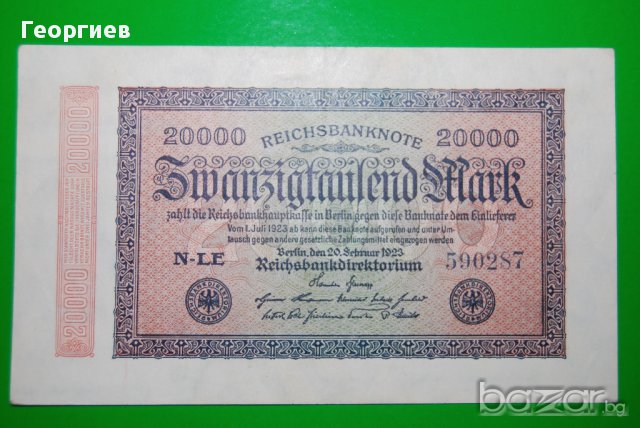 Георгиев
20000 REICHSBANKNOTE 20000
Zwanzigtausend Mark
zahlt die Reichsbankhauptkasse in Berlin gegen diese Banknote dem Einlieferer
Vom 1. Juli 1923 ab kann diese Banknote aufgerufen und unter Um-
tausch gegen andere gesetzliche Zahlungsmittel eingezogen werden
Berlin, den 20. Februar 1923
Reichsbankdirektorium
N-LE 590287
20000 20000
bazar.bg